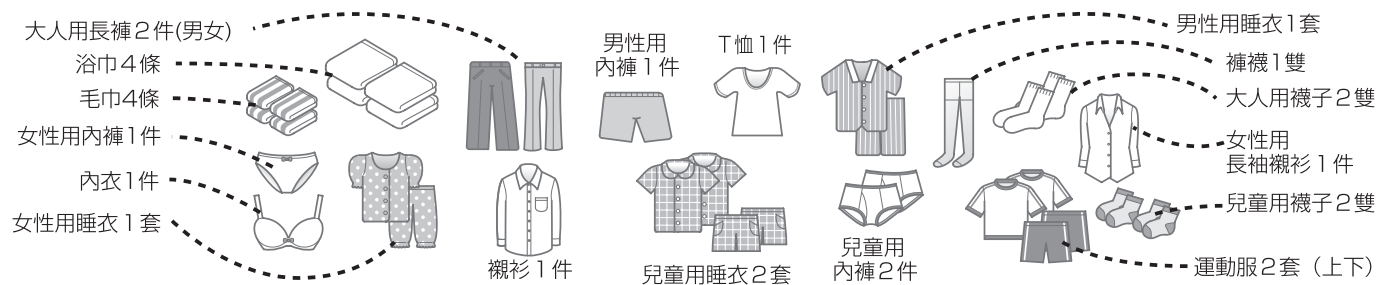 大人用長褲２件(男女)
浴巾４條
毛巾4條
女性用內褲1件
內衣1件
女性用睡衣１套
男性用
內褲１件
T恤1件
襯衫１件
兒童用睡衣２套
兒童用
內褲２件
男性用睡衣1套
褲襪1雙
大人用襪子２雙
女性用
長袖襯衫１件
兒童用襪子２雙
運動服２套（上下）